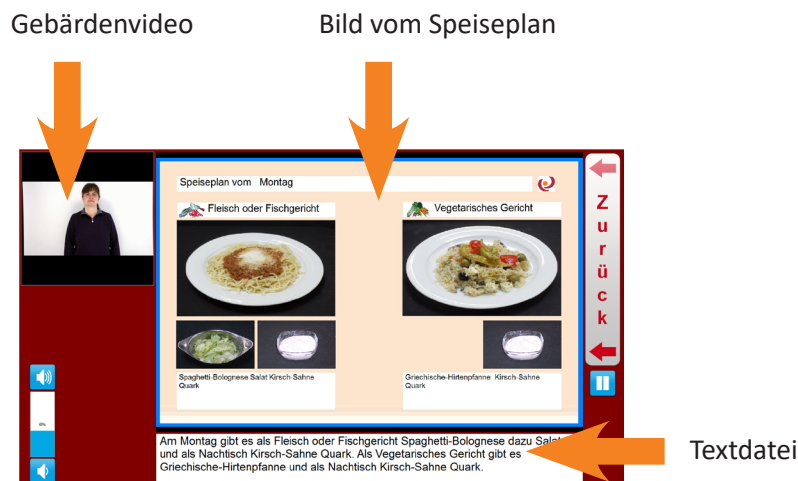 Gebärdenvideo
Bild vom Speiseplan
Speiseplan vom Montag
Fleisch oder Fischgericht
Vegetarisches Gericht
Spaghetti-Bolognese Salat Kirsch-Sahne
Quark
Griechische-Hirtenpfanne Kirsch-Sahne
Quark
Zurück
0%
Am Montag gibt es als Fleisch oder Fischgericht Spaghetti-Bolognese dazu Salat
und als Nachtisch Kirsch-Sahne Quark. Als Vegetarisches Gericht gibt es
Griechische-Hirtenpfanne und als Nachtisch Kirsch-Sahne Quark.
Textdatei